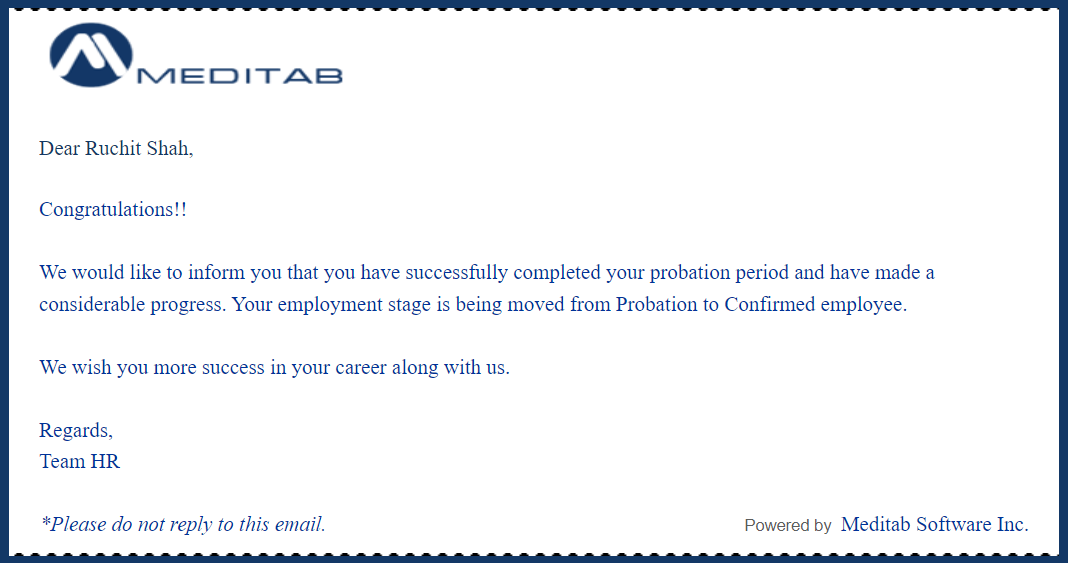 MEDITAB
Dear Ruchit Shah,
Congratulations!!
We would like to inform you that you have successfully completed your probation period and have made a
considerable progress. Your employment stage is being moved from Probation to Confirmed employee.
We wish you more success in your career along with us.
Regards,
Team HR
*Please do not reply to this email.
Powered by Meditab Software Inc.